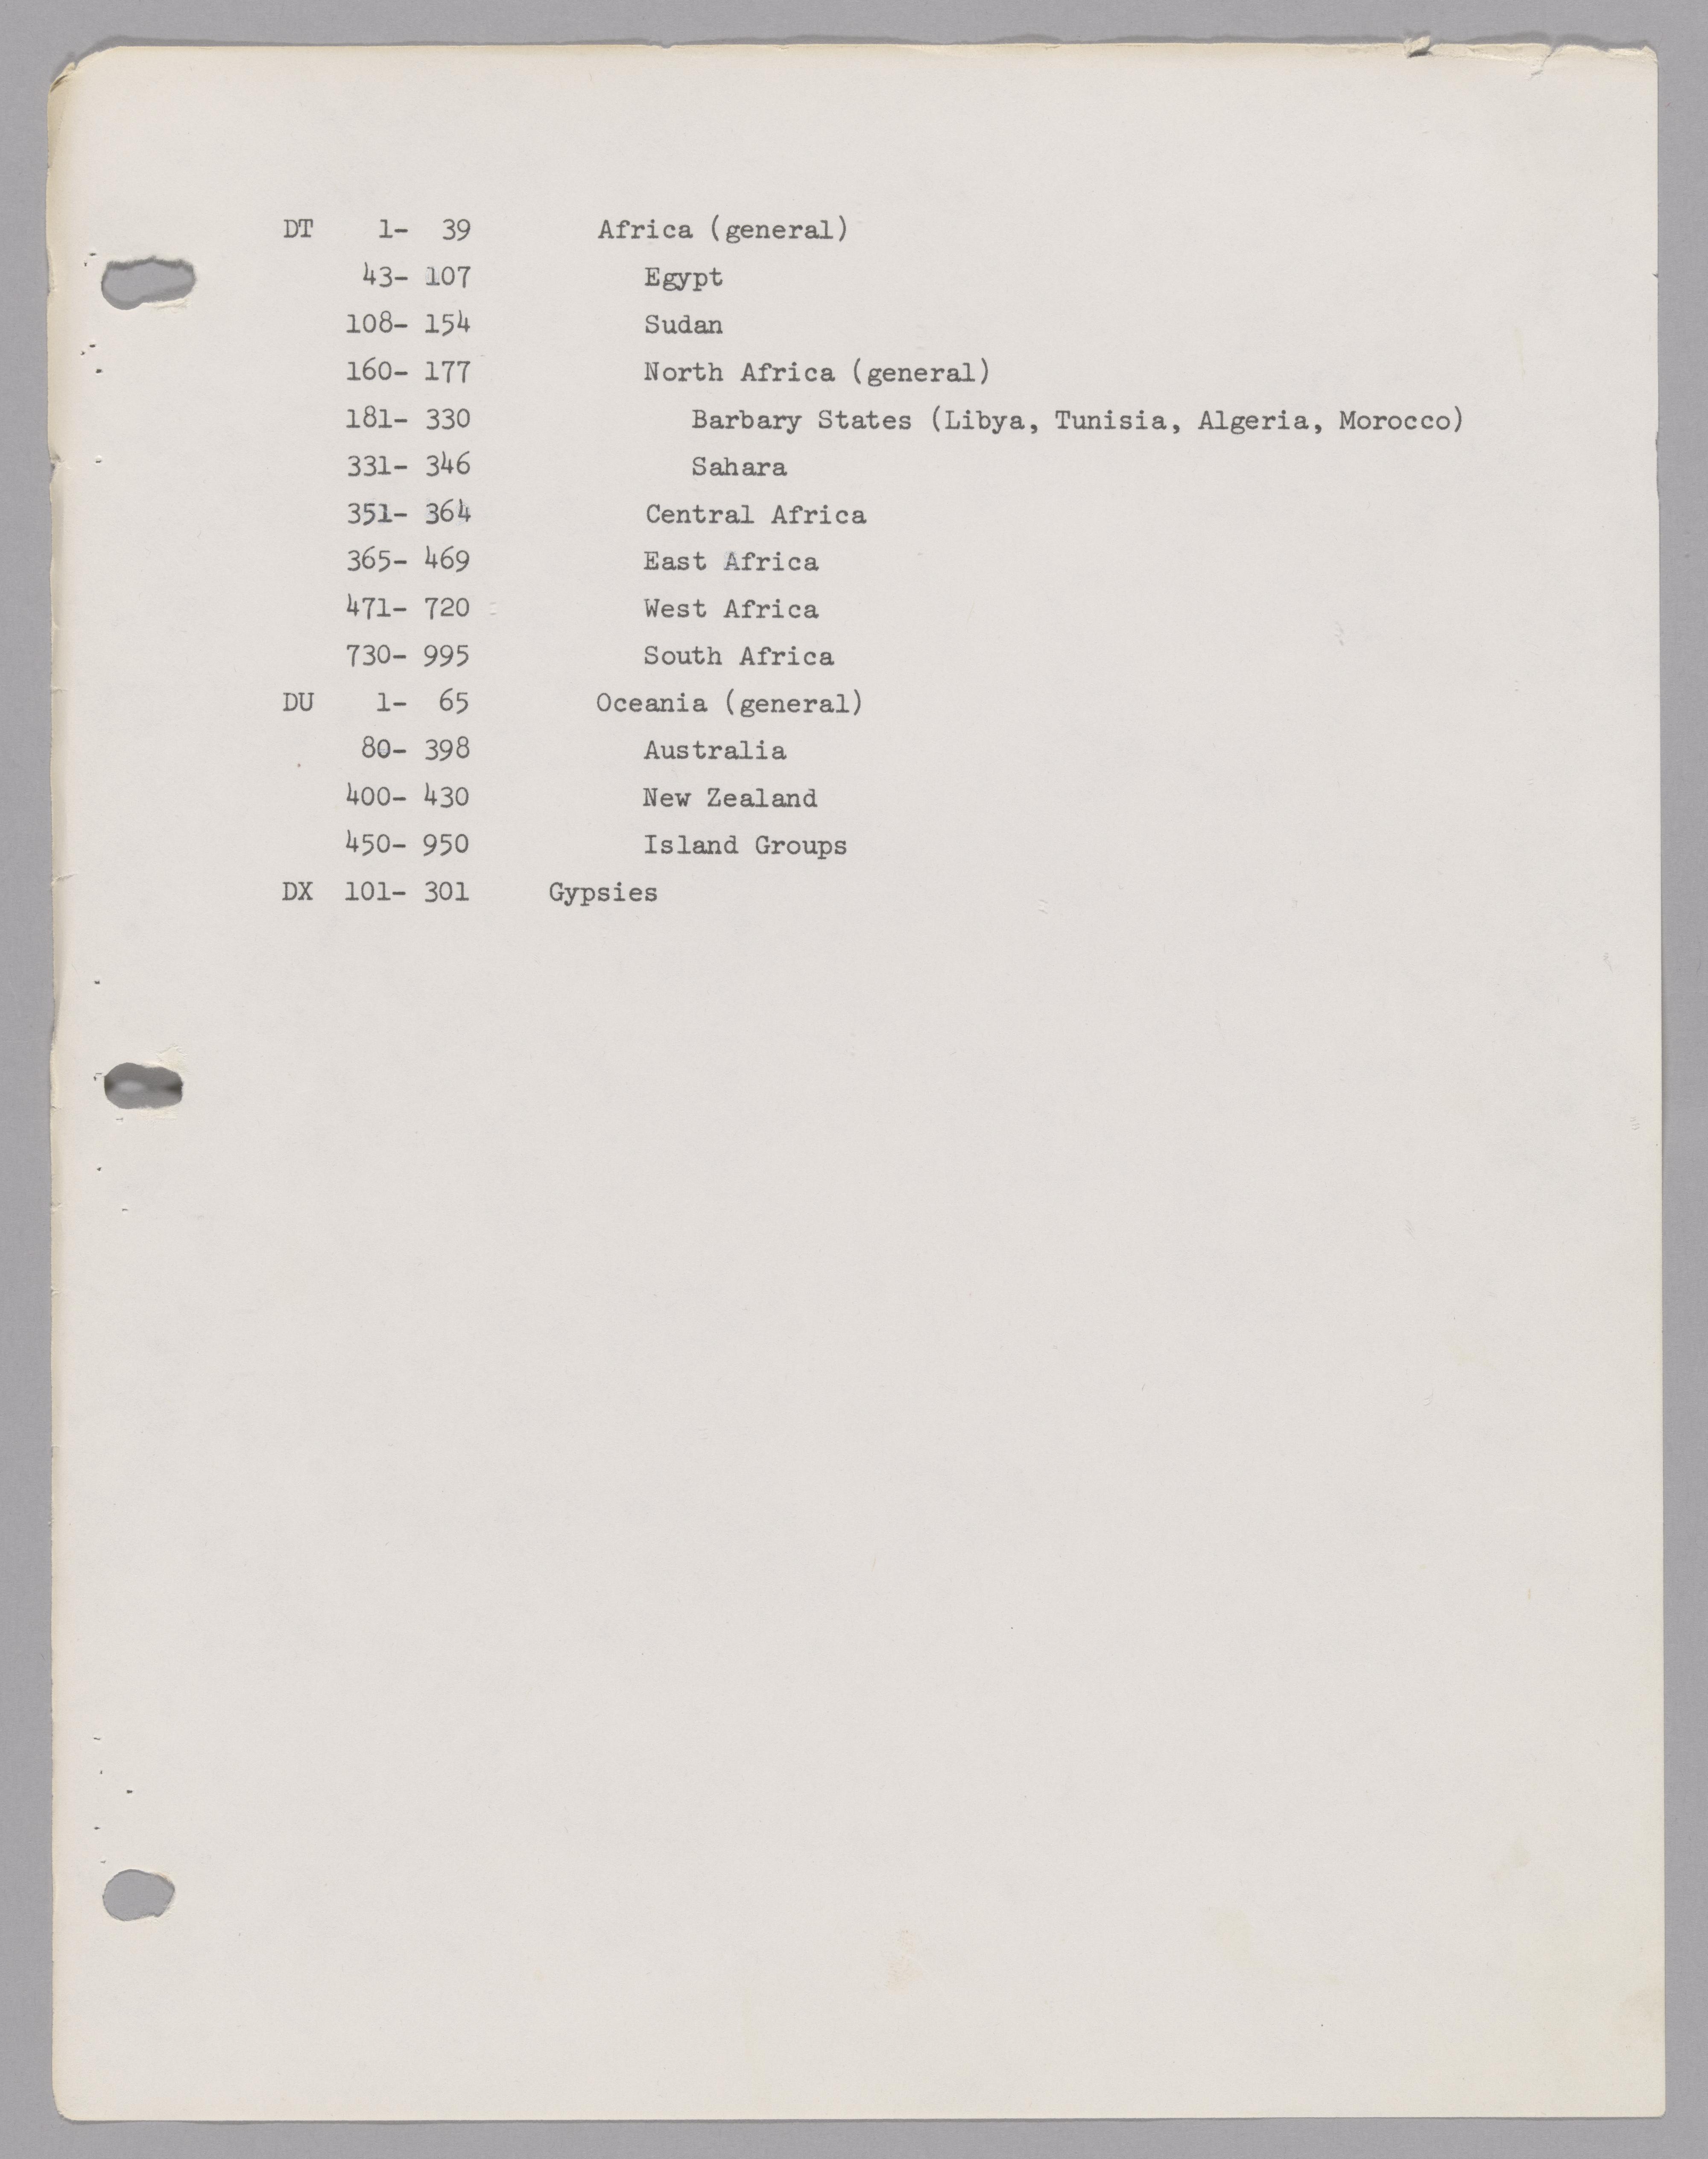 DT 1- 39 Africa (general)
43- 107 Egypt
108- 154 Sudan
160- 177 North Africa (general)
181- 330 Barbary States (Libya, Tunisia, Algeria, Morocco)
331- 346 Sahara
351- 364 Central Africa
365- 469 East Africa
471- 720 West Africa
730- 995 South Africa
DU 1- 65 Oceania (general)
80- 398 Australia
400- 430 New Zealand
450- 950 Island Groups
DX 101- 301 Gypsies